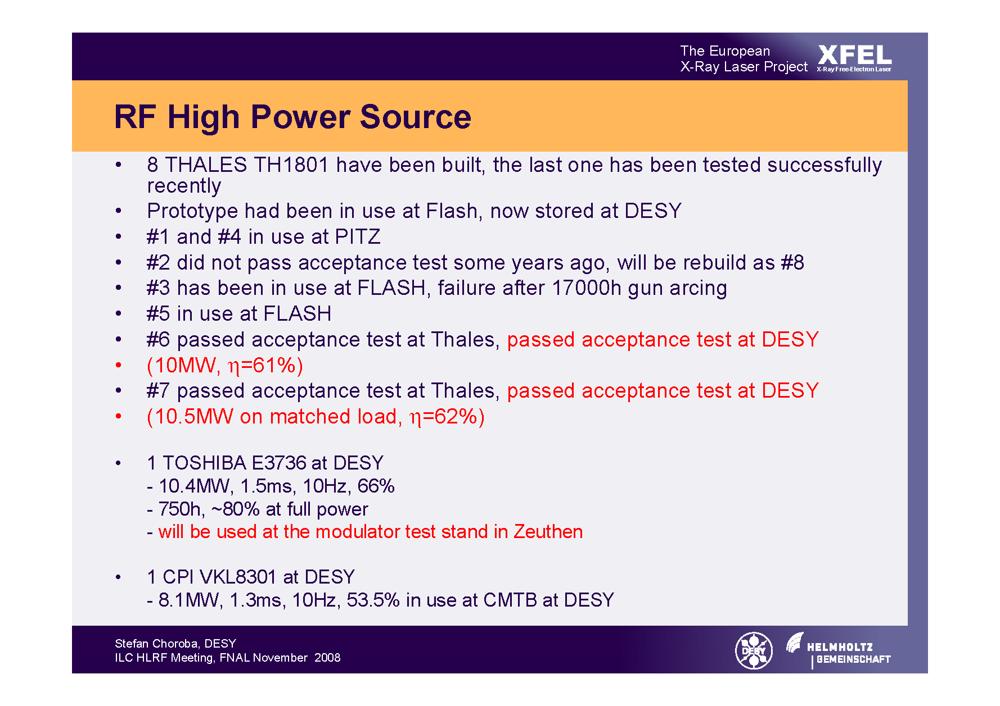 The European
X-Ray Laser Project
XFEL
X-Ray Free-Electron Laser
RF High Power Source
• 8 THALES TH1801 have been built, the last one has been tested successfully
recently
• Prototype had been in use at Flash, now stored at DESY
• #1 and #4 in use at PITZ
• #2 did not pass acceptance test some years ago, will be rebuild as #8
• #3 has been in use at FLASH, failure after 17000h gun arcing
• #5 in use at FLASH
• #6 passed acceptance test at Thales, passed acceptance test at DESY
• (10MW, η=61%)
• #7 passed acceptance test at Thales, passed acceptance test at DESY
• (10.5MW on matched load, η=62%)
• 1 TOSHIBA E3736 at DESY
- 10.4MW, 1.5ms, 10Hz, 66%
- 750h, ~80% at full power
- will be used at the modulator test stand in Zeuthen
• 1 CPI VKL8301 at DESY
- 8.1MW, 1.3ms, 10Hz, 53.5% in use at CMTB at DESY
Stefan Choroba, DESY
ILC HLRF Meeting, FNAL November 2008
DESY
HELMHOLTZ
GEMEINSCHAFT